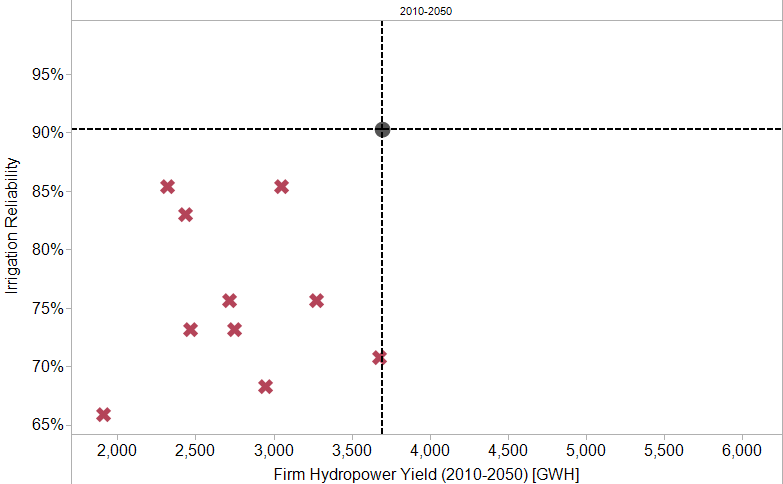 2010-2050
95%
90%
85%
80%
75%
70%
65%
Irrigation Reliability
2,000 2,500 3,000 3,500 4,000 4,500 5,000 5,500 6,000
Firm Hydropower Yield (2010-2050) [GWH]